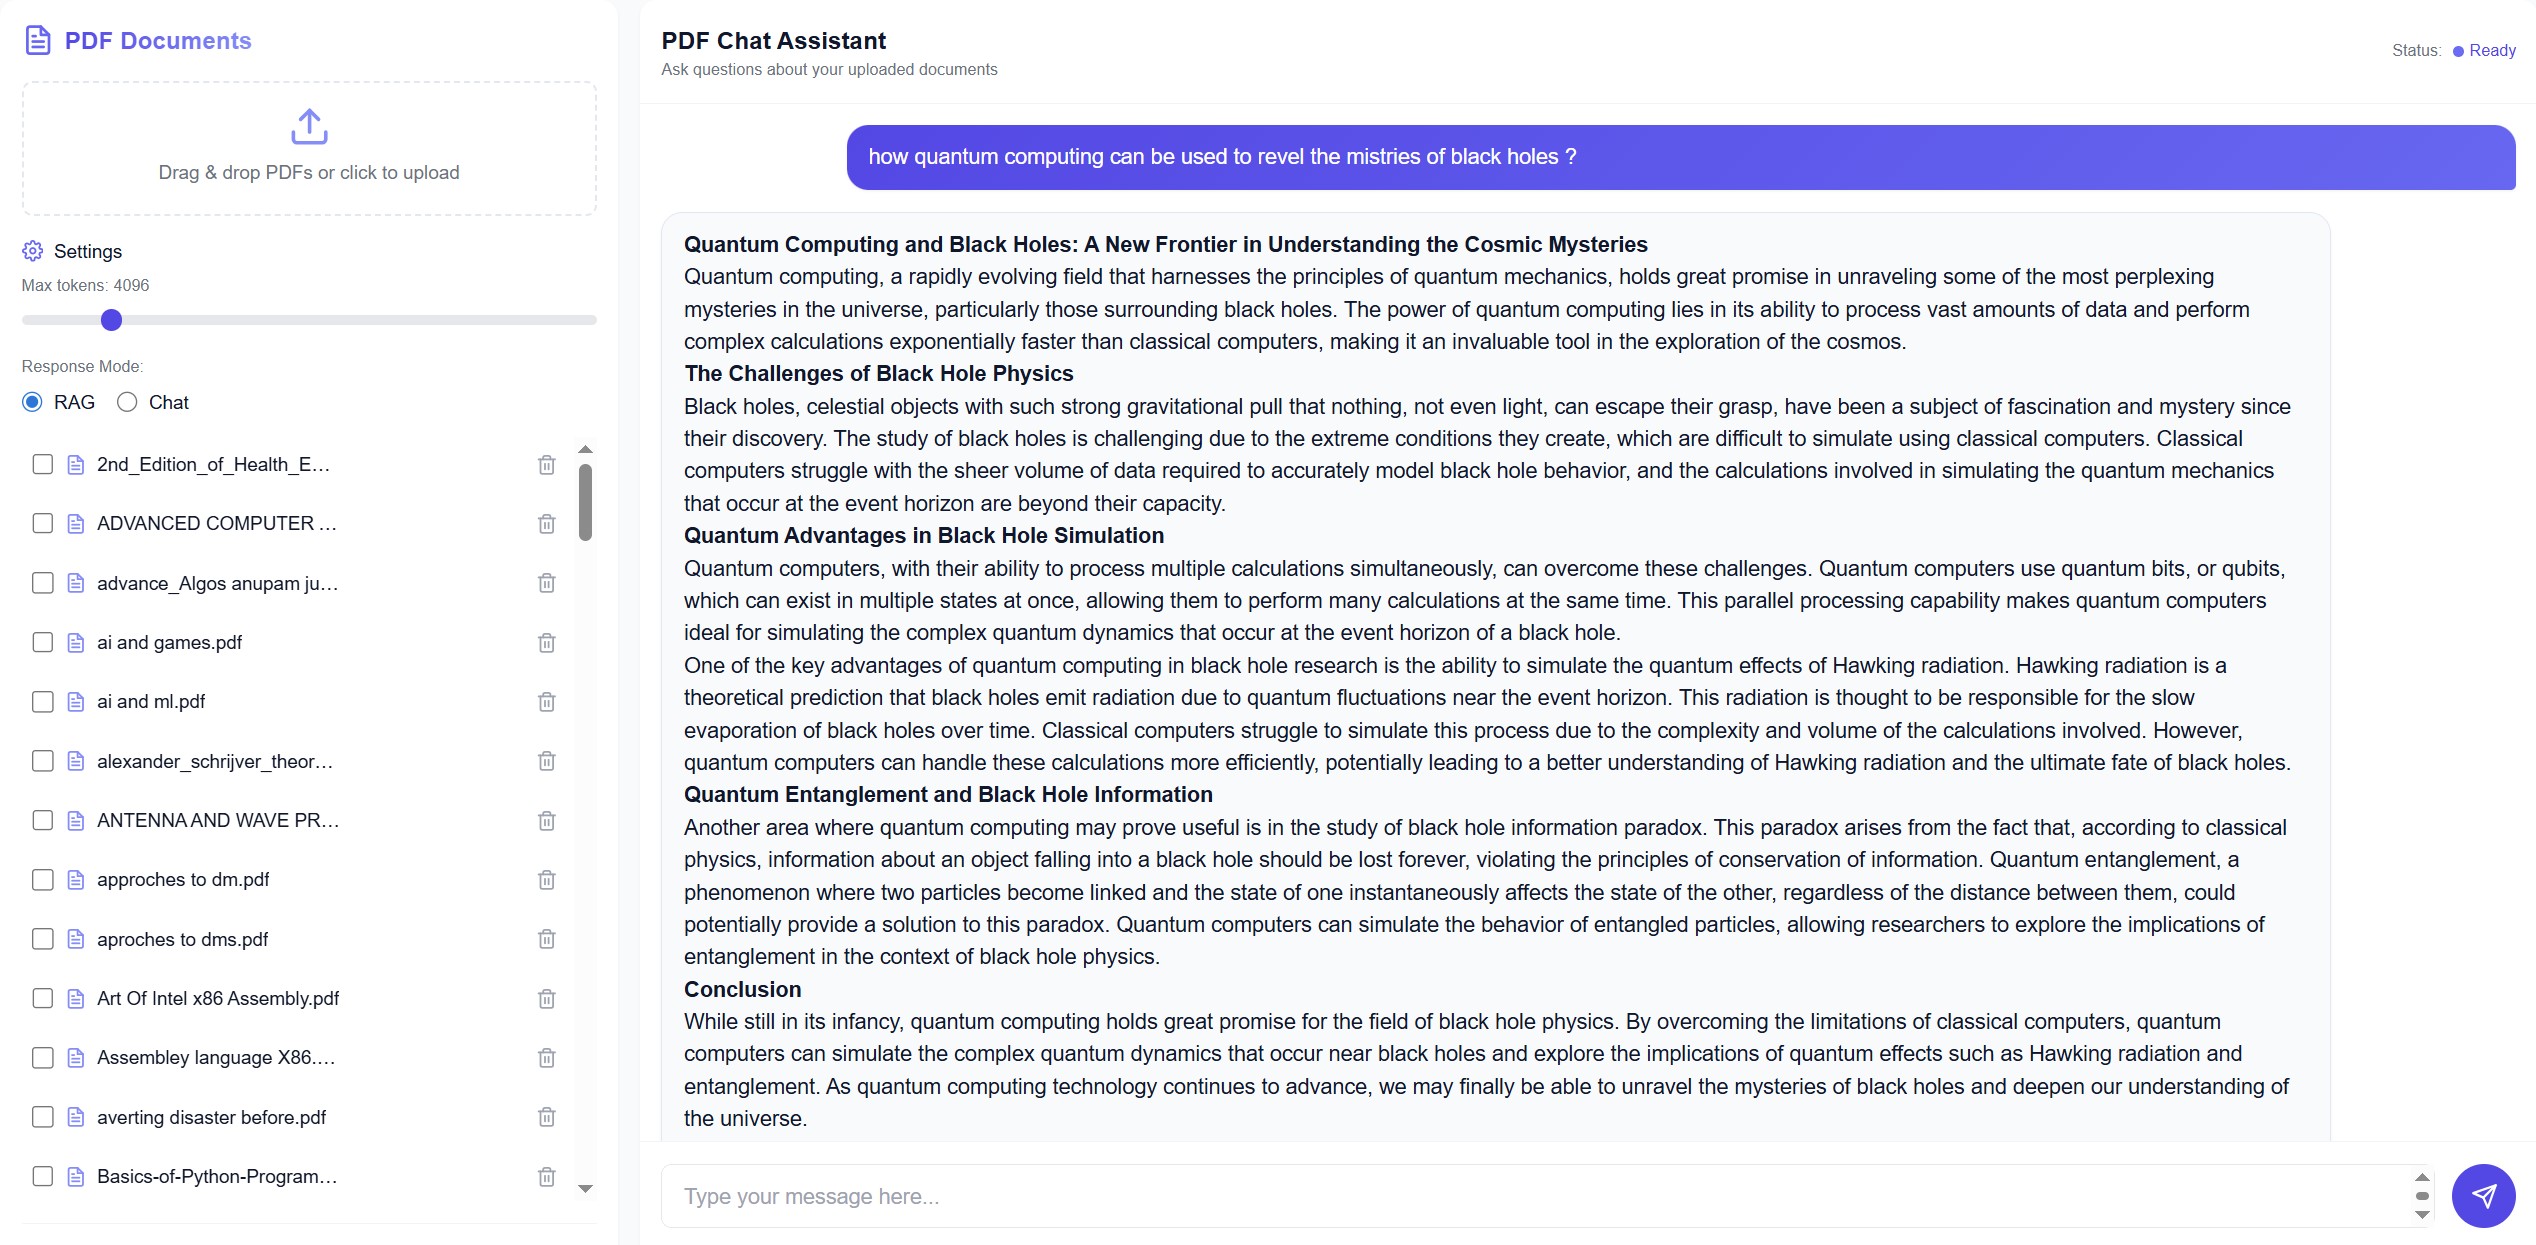 PDF Documents
Drag & drop PDFs or click to upload
Settings
Max tokens: 4096
Response Mode:
RAG
Chat
2nd_Edition_of_Health_E...
ADVANCED COMPUTER ...
advance_Algos anupam ju...
ai and games.pdf
ai and ml.pdf
alexander_schrijver_theor...
ANTENNA AND WAVE PR...
approches to dm.pdf
aproches to dms.pdf
Art Of Intel x86 Assembly.pdf
Assembley language X86....
averting disaster before.pdf
Basics-of-Python-Program...
PDF Chat Assistant
Ask questions about your uploaded documents
Status: Ready
how quantum computing can be used to revel the mistries of black holes ?
Quantum Computing and Black Holes: A New Frontier in Understanding the Cosmic Mysteries
Quantum computing, a rapidly evolving field that harnesses the principles of quantum mechanics, holds great promise in unraveling some of the most perplexing
mysteries in the universe, particularly those surrounding black holes. The power of quantum computing lies in its ability to process vast amounts of data and perform
complex calculations exponentially faster than classical computers, making it an invaluable tool in the exploration of the cosmos.
The Challenges of Black Hole Physics
Black holes, celestial objects with such strong gravitational pull that nothing, not even light, can escape their grasp, have been a subject of fascination and mystery since
their discovery. The study of black holes is challenging due to the extreme conditions they create, which are difficult to simulate using classical computers. Classical
computers struggle with the sheer volume of data required to accurately model black hole behavior, and the calculations involved in simulating the quantum mechanics
that occur at the event horizon are beyond their capacity.
Quantum Advantages in Black Hole Simulation
Quantum computers, with their ability to process multiple calculations simultaneously, can overcome these challenges. Quantum computers use quantum bits, or qubits,
which can exist in multiple states at once, allowing them to perform many calculations at the same time. This parallel processing capability makes quantum computers
ideal for simulating the complex quantum dynamics that occur at the event horizon of a black hole.
One of the key advantages of quantum computing in black hole research is the ability to simulate the quantum effects of Hawking radiation. Hawking radiation is a
theoretical prediction that black holes emit radiation due to quantum fluctuations near the event horizon. This radiation is thought to be responsible for the slow
evaporation of black holes over time. Classical computers struggle to simulate this process due to the complexity and volume of the calculations involved. However,
quantum computers can handle these calculations more efficiently, potentially leading to a better understanding of Hawking radiation and the ultimate fate of black holes.
Quantum Entanglement and Black Hole Information
Another area where quantum computing may prove useful is in the study of black hole information paradox. This paradox arises from the fact that, according to classical
physics, information about an object falling into a black hole should be lost forever, violating the principles of conservation of information. Quantum entanglement, a
phenomenon where two particles become linked and the state of one instantaneously affects the state of the other, regardless of the distance between them, could
potentially provide a solution to this paradox. Quantum computers can simulate the behavior of entangled particles, allowing researchers to explore the implications of
entanglement in the context of black hole physics.
Conclusion
While still in its infancy, quantum computing holds great promise for the field of black hole physics. By overcoming the limitations of classical computers, quantum
computers can simulate the complex quantum dynamics that occur near black holes and explore the implications of quantum effects such as Hawking radiation and
entanglement. As quantum computing technology continues to advance, we may finally be able to unravel the mysteries of black holes and deepen our understanding of
the universe.
Type your message here...